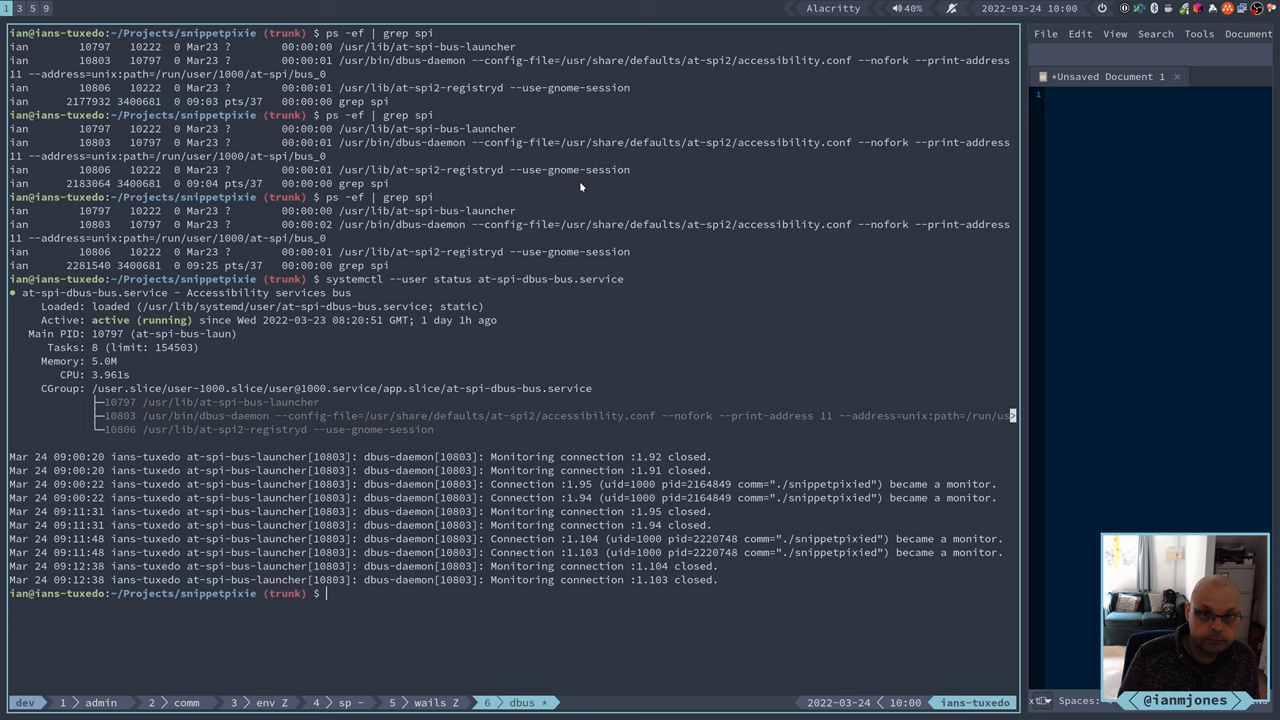 1 3 5 9
Alacritty
40%
2022-03-24
10:00
ian@ians-tuxedo:~/Projects/snippetpixie (trunk) $ ps -ef | grep spi
ian 10797 10222 0 Mar23 ? 00:00:00 /usr/lib/at-spi-bus-launcher
ian 10803 10797 0 Mar23 ? 00:00:01 /usr/bin/dbus-daemon --config-file=/usr/share/defaults/at-spi2/accessibility.conf --nofork --print-address
11 --address=unix:path=/run/user/1000/at-spi/bus_0
ian 10806 10222 0 Mar23 ? 00:00:01 /usr/lib/at-spi2-registryd --use-gnome-session
ian 2177932 3400681 0 09:03 pts/37 00:00:00 grep spi
ian@ians-tuxedo:~/Projects/snippetpixie (trunk) $ ps -ef | grep spi
ian 10797 10222 0 Mar23 ? 00:00:00 /usr/lib/at-spi-bus-launcher
ian 10803 10797 0 Mar23 ? 00:00:01 /usr/bin/dbus-daemon --config-file=/usr/share/defaults/at-spi2/accessibility.conf --nofork --print-address
11 --address=unix:path=/run/user/1000/at-spi/bus_0
ian 10806 10222 0 Mar23 ? 00:00:01 /usr/lib/at-spi2-registryd --use-gnome-session
ian 2183064 3400681 0 09:04 pts/37 00:00:00 grep spi
ian@ians-tuxedo:~/Projects/snippetpixie (trunk) $ ps -ef | grep spi
ian 10797 10222 0 Mar23 ? 00:00:00 /usr/lib/at-spi-bus-launcher
ian 10803 10797 0 Mar23 ? 00:00:02 /usr/bin/dbus-daemon --config-file=/usr/share/defaults/at-spi2/accessibility.conf --nofork --print-address
11 --address=unix:path=/run/user/1000/at-spi/bus_0
ian 10806 10222 0 Mar23 ? 00:00:01 /usr/lib/at-spi2-registryd --use-gnome-session
ian 2281540 3400681 0 09:25 pts/37 00:00:00 grep spi
ian@ians-tuxedo:~/Projects/snippetpixie (trunk) $ systemctl --user status at-spi-dbus-bus.service
● at-spi-dbus-bus.service - Accessibility services bus
Loaded: loaded (/usr/lib/systemd/user/at-spi-dbus-bus.service; static)
Active: active (running) since Wed 2022-03-23 08:20:51 GMT; 1 day 1h ago
Main PID: 10797 (at-spi-bus-laun)
Tasks: 8 (limit: 154503)
Memory: 5.0M
CPU: 3.961s
CGroup: /user.slice/user-1000.slice/user@1000.service/app.slice/at-spi-dbus-bus.service
├─10797 /usr/lib/at-spi-bus-launcher
├─10803 /usr/bin/dbus-daemon --config-file=/usr/share/defaults/at-spi2/accessibility.conf --nofork --print-address 11 --address=unix:path=/run/us>
└─10806 /usr/lib/at-spi2-registryd --use-gnome-session
Mar 24 09:00:20 ians-tuxedo at-spi-bus-launcher[10803]: dbus-daemon[10803]: Monitoring connection :1.92 closed.
Mar 24 09:00:20 ians-tuxedo at-spi-bus-launcher[10803]: dbus-daemon[10803]: Monitoring connection :1.91 closed.
Mar 24 09:00:22 ians-tuxedo at-spi-bus-launcher[10803]: dbus-daemon[10803]: Connection :1.95 (uid=1000 pid=2164849 comm="./snippetpixied") became a monitor.
Mar 24 09:00:22 ians-tuxedo at-spi-bus-launcher[10803]: dbus-daemon[10803]: Connection :1.94 (uid=1000 pid=2164849 comm="./snippetpixied") became a monitor.
Mar 24 09:11:31 ians-tuxedo at-spi-bus-launcher[10803]: dbus-daemon[10803]: Monitoring connection :1.95 closed.
Mar 24 09:11:31 ians-tuxedo at-spi-bus-launcher[10803]: dbus-daemon[10803]: Monitoring connection :1.94 closed.
Mar 24 09:11:48 ians-tuxedo at-spi-bus-launcher[10803]: dbus-daemon[10803]: Connection :1.104 (uid=1000 pid=2220748 comm="./snippetpixied") became a monitor.
Mar 24 09:11:48 ians-tuxedo at-spi-bus-launcher[10803]: dbus-daemon[10803]: Connection :1.103 (uid=1000 pid=2220748 comm="./snippetpixied") became a monitor.
Mar 24 09:12:38 ians-tuxedo at-spi-bus-launcher[10803]: dbus-daemon[10803]: Monitoring connection :1.104 closed.
Mar 24 09:12:38 ians-tuxedo at-spi-bus-launcher[10803]: dbus-daemon[10803]: Monitoring connection :1.103 closed.
ian@ians-tuxedo:~/Projects/snippetpixie (trunk) $
dev 1 admin 2 comm 3 env Z 4 sp - 5 wails Z 6 dbus * 2022-03-24 10:00 ians-tuxedo
File Edit View Search Tools Document
*Unsaved Document 1 ×
1
Spaces:
@ianmjones